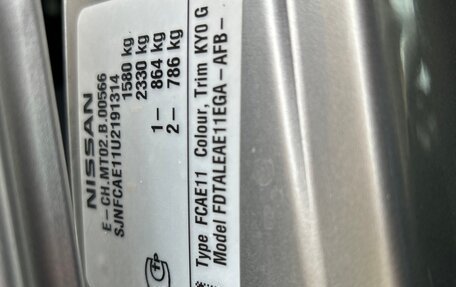 NISSAN
E-CH.MT02.B.00566
SJNFCAE11U2191314
1580 kg
2330 kg
1- 864 kg
2- 786 kg
* Type FCAE11 Colour, Trim KY0 G
* Model FDTALEAE11EGA-AFB-